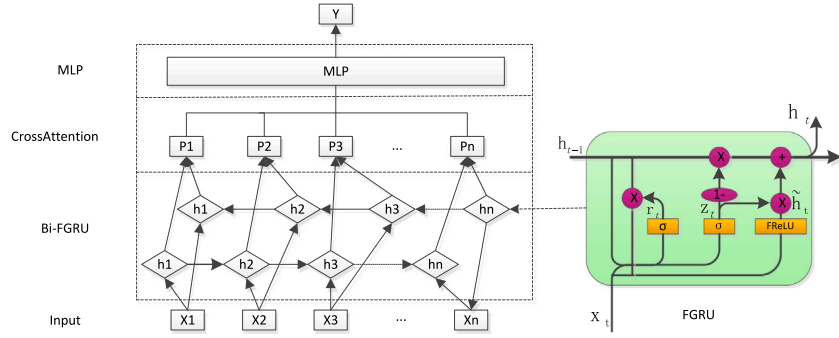 Y
MLP
MLP
CrossAttention
P1 P2 P3 ... Pn
Bi-FGRU
h1 h2 h3 hn
h1 h2 h3 hn
Input
X1 X2 X3 ... Xn
h t
h t-1
X +
1-
X X h̃ t
r t z t
σ σ FReLU
x t
FGRU